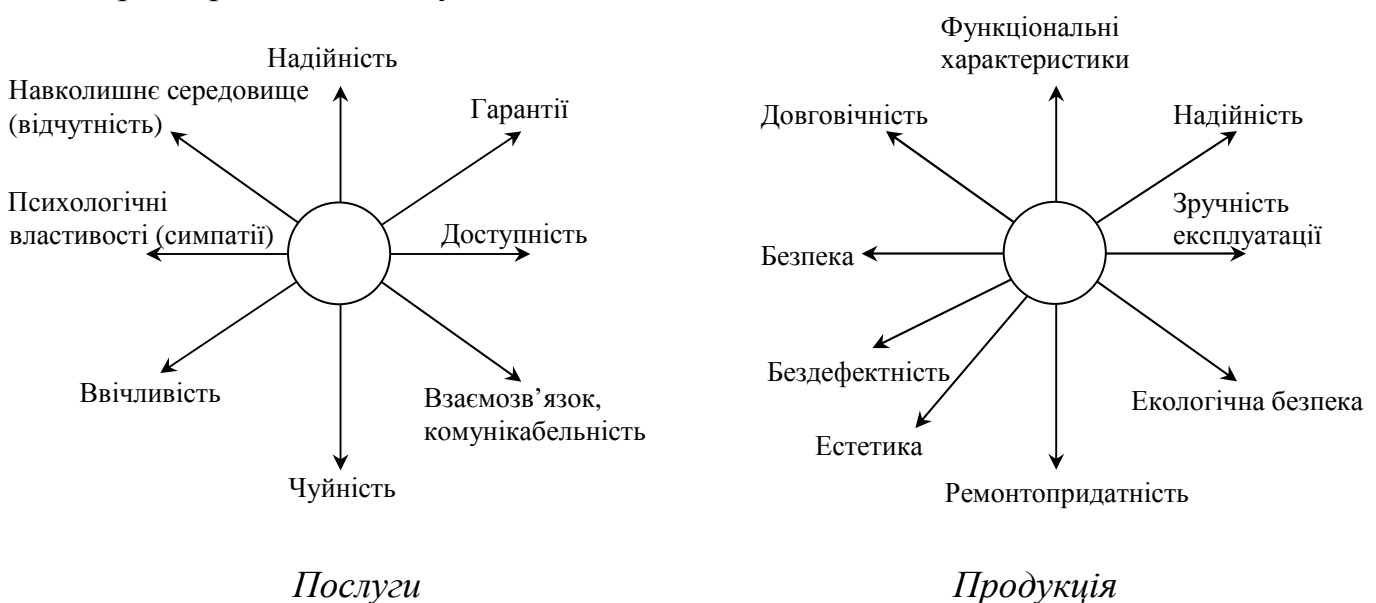 Надійність
Навколишнє середовище
(відчутність)
Гарантії
Психологічні
властивості (симпатії)
Доступність
Ввічливість
Взаємозв’язок,
комунікабельність
Чуйність
Послуги
Функціональні
характеристики
Довговічність
Надійність
Зручність
експлуатації
Безпека
Бездефектність
Екологічна безпека
Естетика
Ремонтопридатність
Продукція